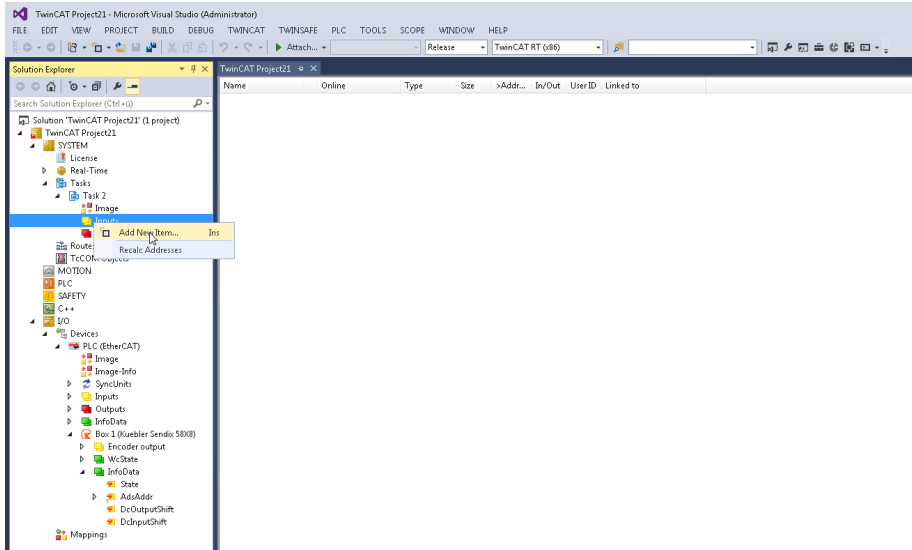 TwinCAT Project21 - Microsoft Visual Studio (Administrator)
FILE EDIT VIEW PROJECT BUILD DEBUG TWINCAT TWINSAFE PLC TOOLS SCOPE WINDOW HELP
Attach... Release TwinCAT RT (x86)
Solution Explorer
TwinCAT Project21
Name Online Type Size >Addr... In/Out User ID Linked to
Search Solution Explorer (Ctrl+ü)
Solution 'TwinCAT Project21' (1 project)
TwinCAT Project21
SYSTEM
License
Real-Time
Tasks
Task 2
Image
Inputs
Add New Item... Ins
Recalc Addresses
Routes
TcCOM Objects
MOTION
PLC
SAFETY
C++
I/O
Devices
PLC (EtherCAT)
Image
Image-Info
SyncUnits
Inputs
Outputs
InfoData
Box 1 (Kuebler Sendix 58X8)
Encoder output
WcState
InfoData
State
AdsAddr
DcOutputShift
DcInputShift
Mappings